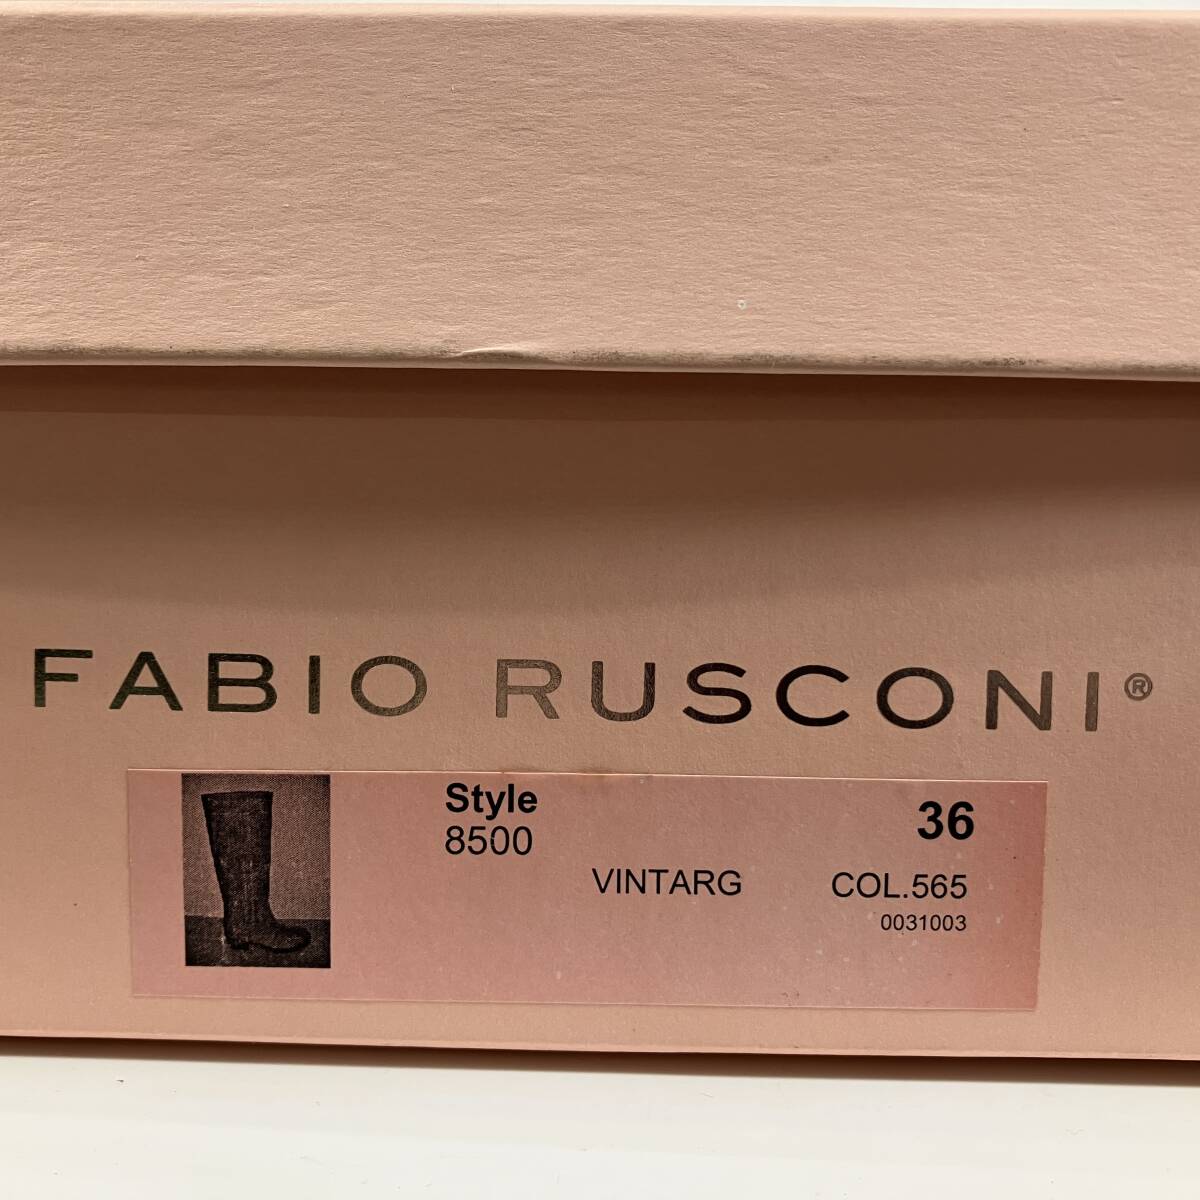 FABIO RUSCONI®
Style
8500
36
VINTARG
COL.565
0031003